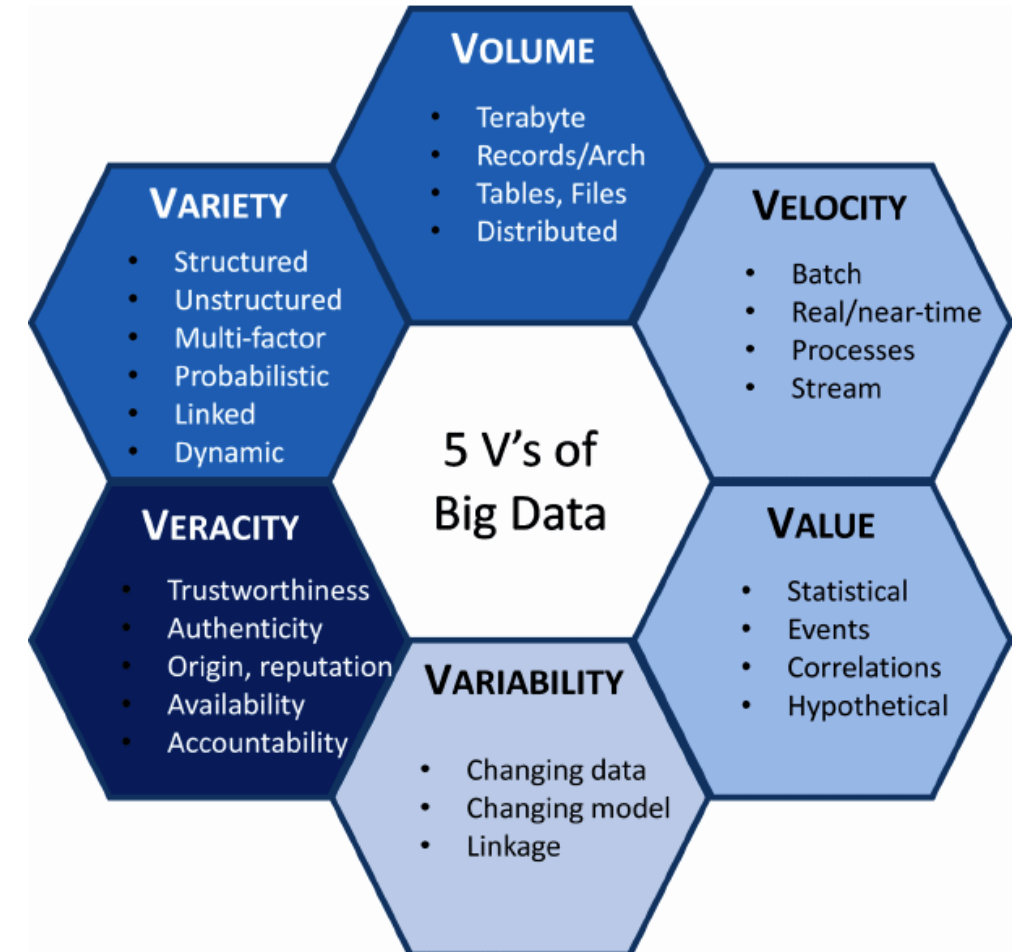 VOLUME
• Terabyte
• Records/Arch
• Tables, Files
• Distributed
VARIETY
• Structured
• Unstructured
• Multi-factor
• Probabilistic
• Linked
• Dynamic
VELOCITY
• Batch
• Real/near-time
• Processes
• Stream
5 V's of
Big Data
VERACITY
• Trustworthiness
• Authenticity
• Origin, reputation
• Availability
• Accountability
VALUE
• Statistical
• Events
• Correlations
• Hypothetical
VARIABILITY
• Changing data
• Changing model
• Linkage